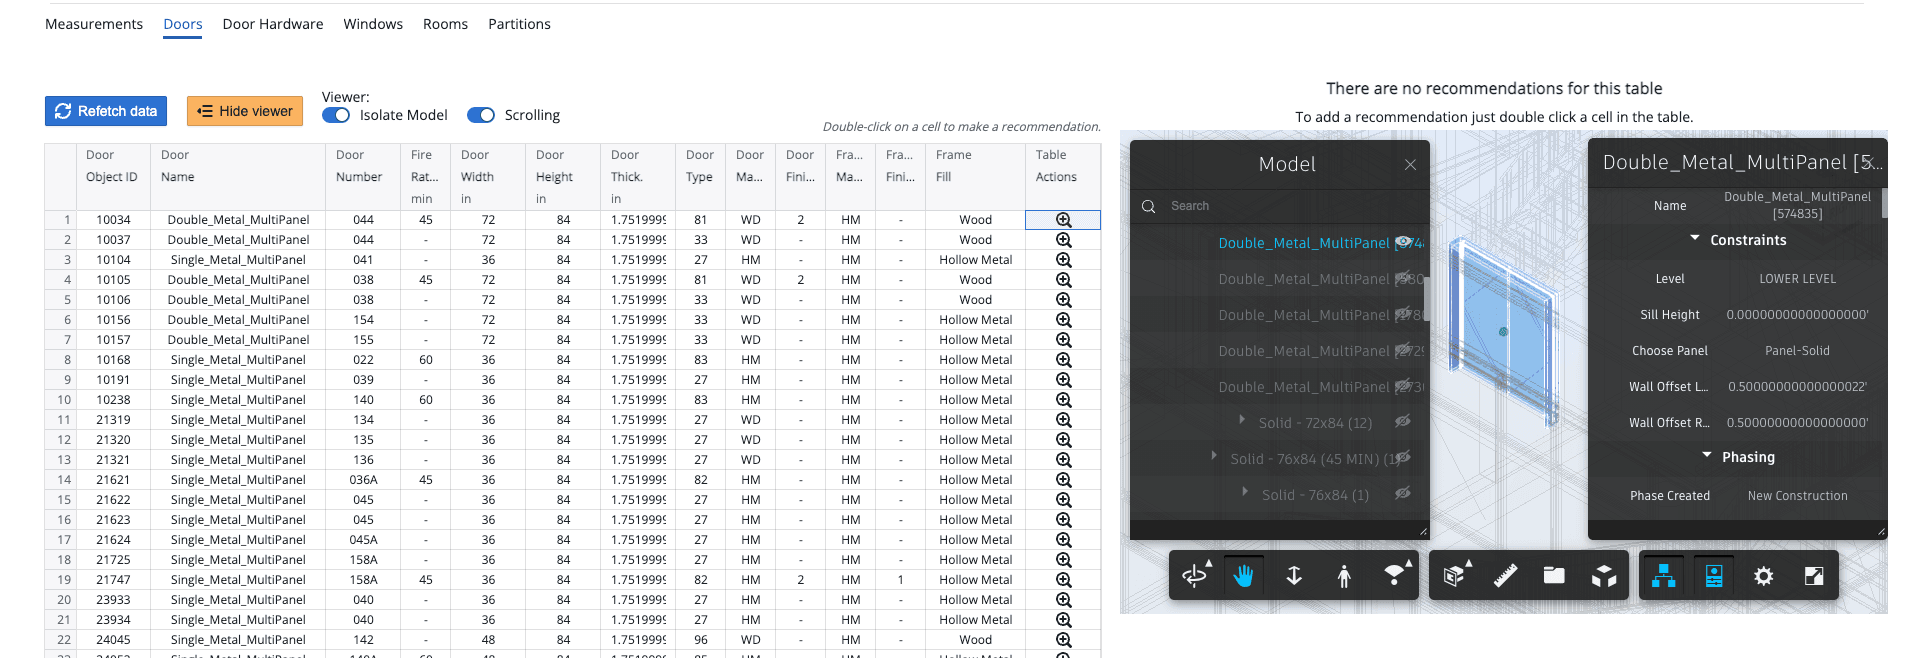 Measurements Doors Door Hardware Windows Rooms Partitions
Refetch data
Hide viewer
Viewer:
Isolate Model
Scrolling
Double-click on a cell to make a recommendation.
Door Object ID Door Name Door Number Fire Rat... min Door Width in Door Height in Door Thick. in Door Type Door Ma... Door Fini... Fra... Ma... Fra... Fini... Frame Fill Table Actions
1 10034 Double_Metal_MultiPanel 044 45 72 84 1.7519999 81 WD 2 HM - Wood
2 10037 Double_Metal_MultiPanel 044 - 72 84 1.7519999 33 WD - HM - Wood
3 10104 Single_Metal_MultiPanel 041 - 36 84 1.7519999 27 HM - HM - Hollow Metal
4 10105 Double_Metal_MultiPanel 038 45 72 84 1.7519999 81 WD 2 HM - Wood
5 10106 Double_Metal_MultiPanel 038 - 72 84 1.7519999 33 WD - HM - Wood
6 10156 Double_Metal_MultiPanel 154 - 72 84 1.7519999 33 WD - HM - Hollow Metal
7 10157 Double_Metal_MultiPanel 155 - 72 84 1.7519999 33 WD - HM - Hollow Metal
8 10168 Single_Metal_MultiPanel 022 60 36 84 1.7519999 83 HM - HM - Hollow Metal
9 10191 Single_Metal_MultiPanel 039 - 36 84 1.7519999 27 HM - HM - Hollow Metal
10 10238 Single_Metal_MultiPanel 140 60 36 84 1.7519999 83 HM - HM - Hollow Metal
11 21319 Single_Metal_MultiPanel 134 - 36 84 1.7519999 27 WD - HM - Hollow Metal
12 21320 Single_Metal_MultiPanel 135 - 36 84 1.7519999 27 WD - HM - Hollow Metal
13 21321 Single_Metal_MultiPanel 136 - 36 84 1.7519999 27 WD - HM - Hollow Metal
14 21621 Single_Metal_MultiPanel 036A 45 36 84 1.7519999 82 HM - HM - Hollow Metal
15 21622 Single_Metal_MultiPanel 045 - 36 84 1.7519999 27 HM - HM - Hollow Metal
16 21623 Single_Metal_MultiPanel 045 - 36 84 1.7519999 27 HM - HM - Hollow Metal
17 21624 Single_Metal_MultiPanel 045A - 36 84 1.7519999 27 HM - HM - Hollow Metal
18 21725 Single_Metal_MultiPanel 158A - 36 84 1.7519999 27 HM - HM - Hollow Metal
19 21747 Single_Metal_MultiPanel 158A 45 36 84 1.7519999 82 HM 2 HM 1 Hollow Metal
20 23933 Single_Metal_MultiPanel 040 - 36 84 1.7519999 27 HM - HM - Hollow Metal
21 23934 Single_Metal_MultiPanel 040 - 36 84 1.7519999 27 HM - HM - Hollow Metal
22 24045 Single_Metal_MultiPanel 142 - 48 84 1.7519999 96 WD - HM - Wood
There are no recommendations for this table
To add a recommendation just double click a cell in the table.
Model
Search
Double_Metal_MultiPanel
Double_Metal_MultiPanel
Double_Metal_MultiPanel
Double_Metal_MultiPanel
Double_Metal_MultiPanel
Solid - 72x84 (12)
Solid - 76x84 (45 MIN)
Solid - 76x84 (1)
Double_Metal_MultiPanel [5...
Name Double_Metal_MultiPanel
[574835]
Constraints
Level LOWER LEVEL
Sill Height 0.00000000000000000'
Choose Panel Panel-Solid
Wall Offset L... 0.50000000000000022'
Wall Offset R... 0.50000000000000000'
Phasing
Phase Created New Construction